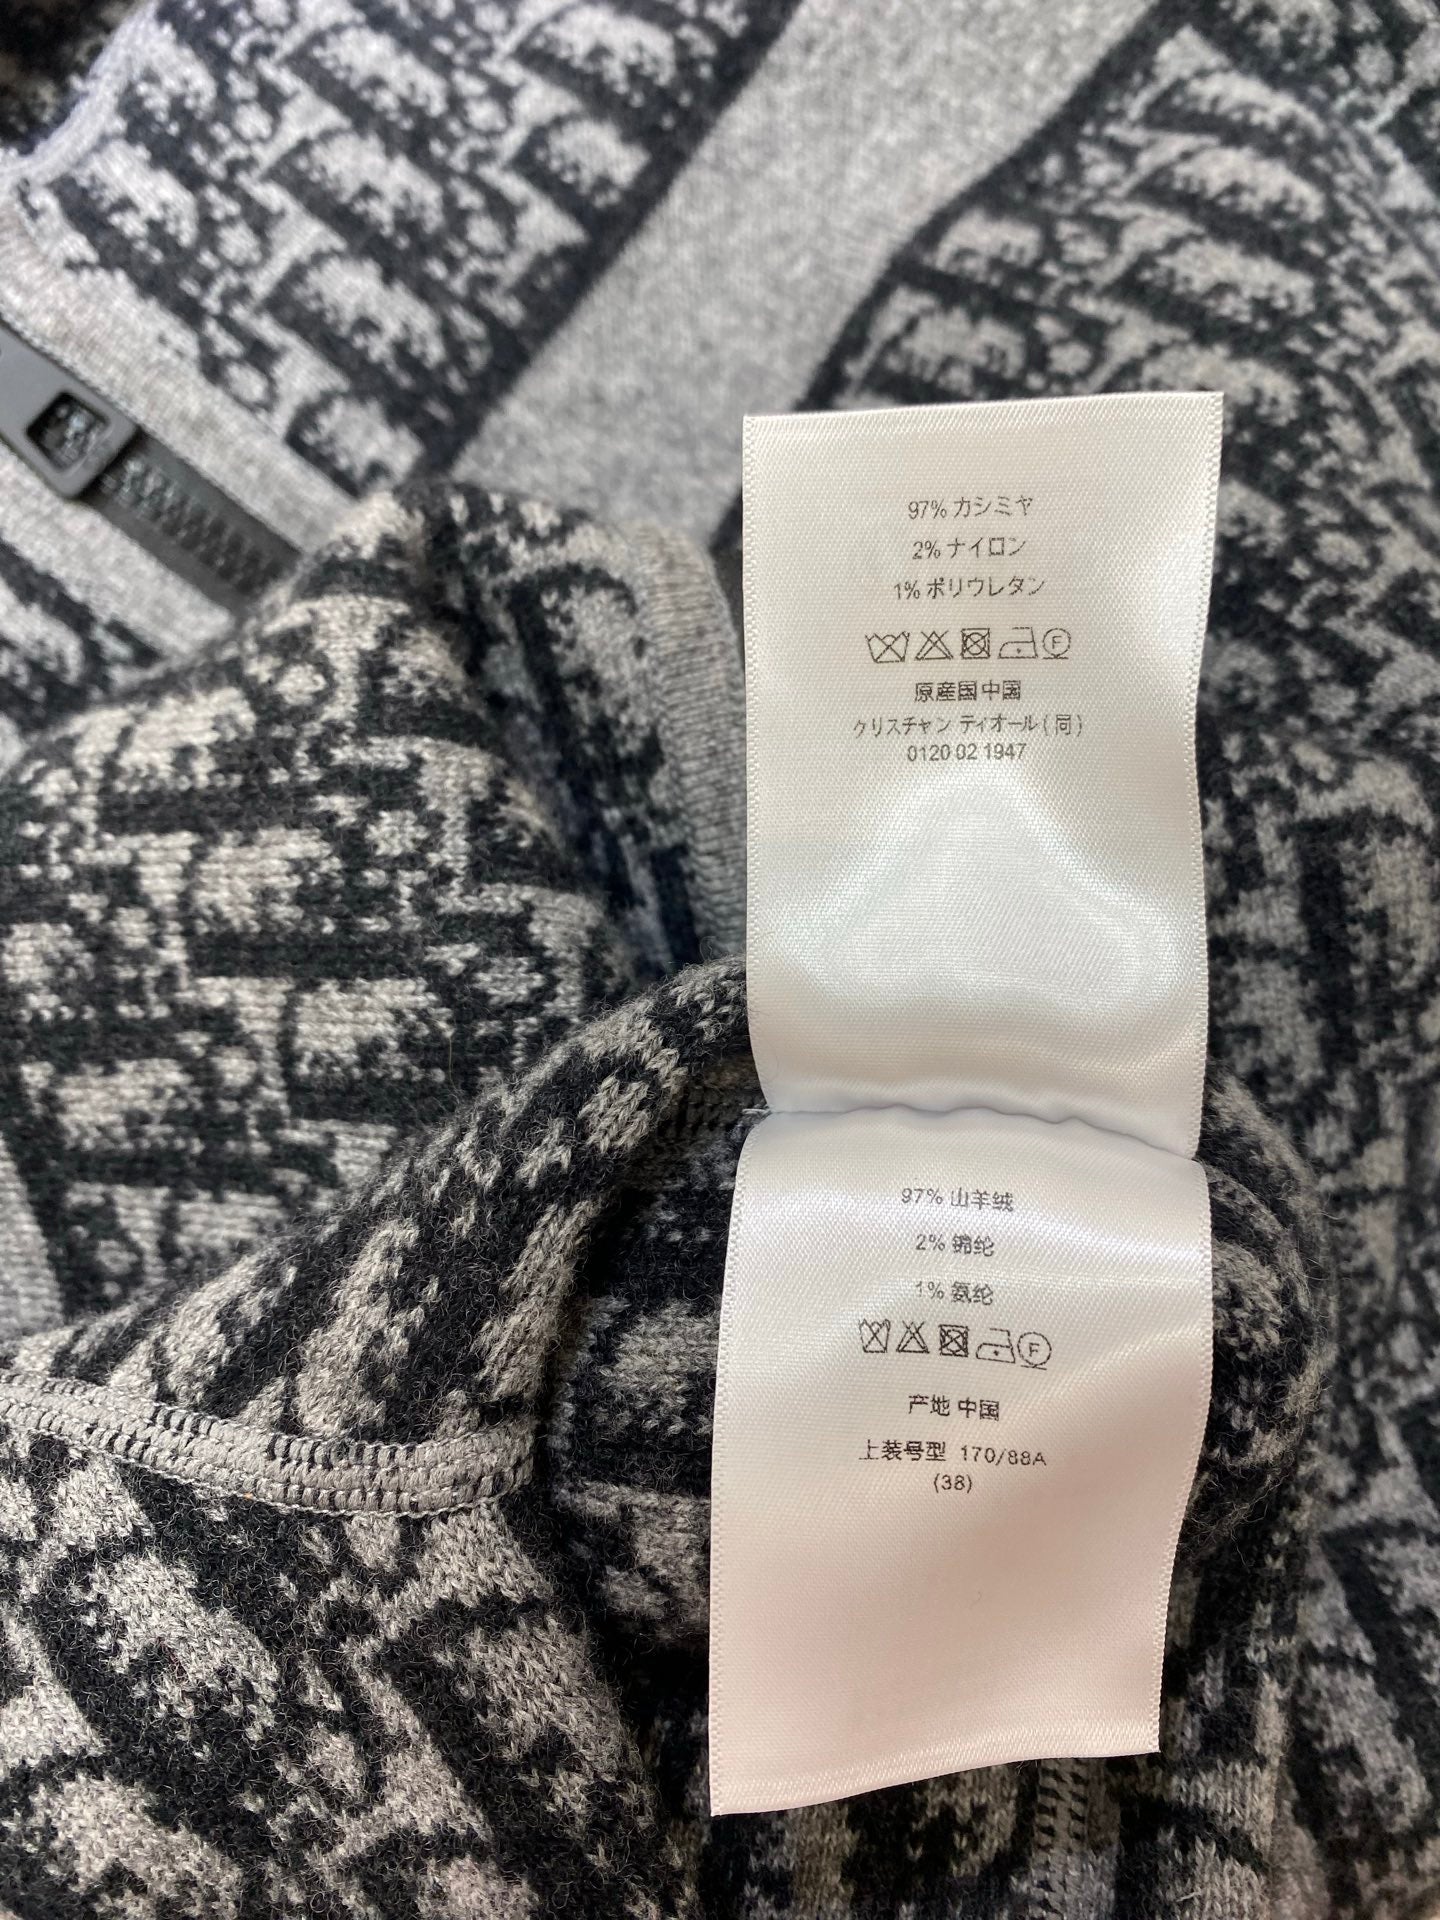 97% カシミヤ
2% ナイロン
1% ポリウレタン
F
原産国中国
クリスチャン ディオール(同)
0120 02 1947
97% 山羊绒
2% 锦纶
1% 氨纶
F
产地 中国
上装号型 170/88A
(38)